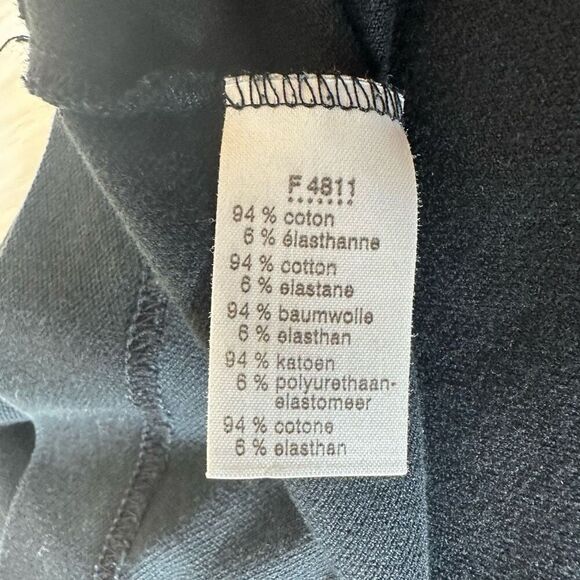 F 4811
94 % coton
6 % élasthanne
94 % cotton
6 % elastane
94 % baumwolle
6 % elasthan
94 % katoen
6 % polyurethaan-
elastomeer
94 % cotone
6 % elasthan